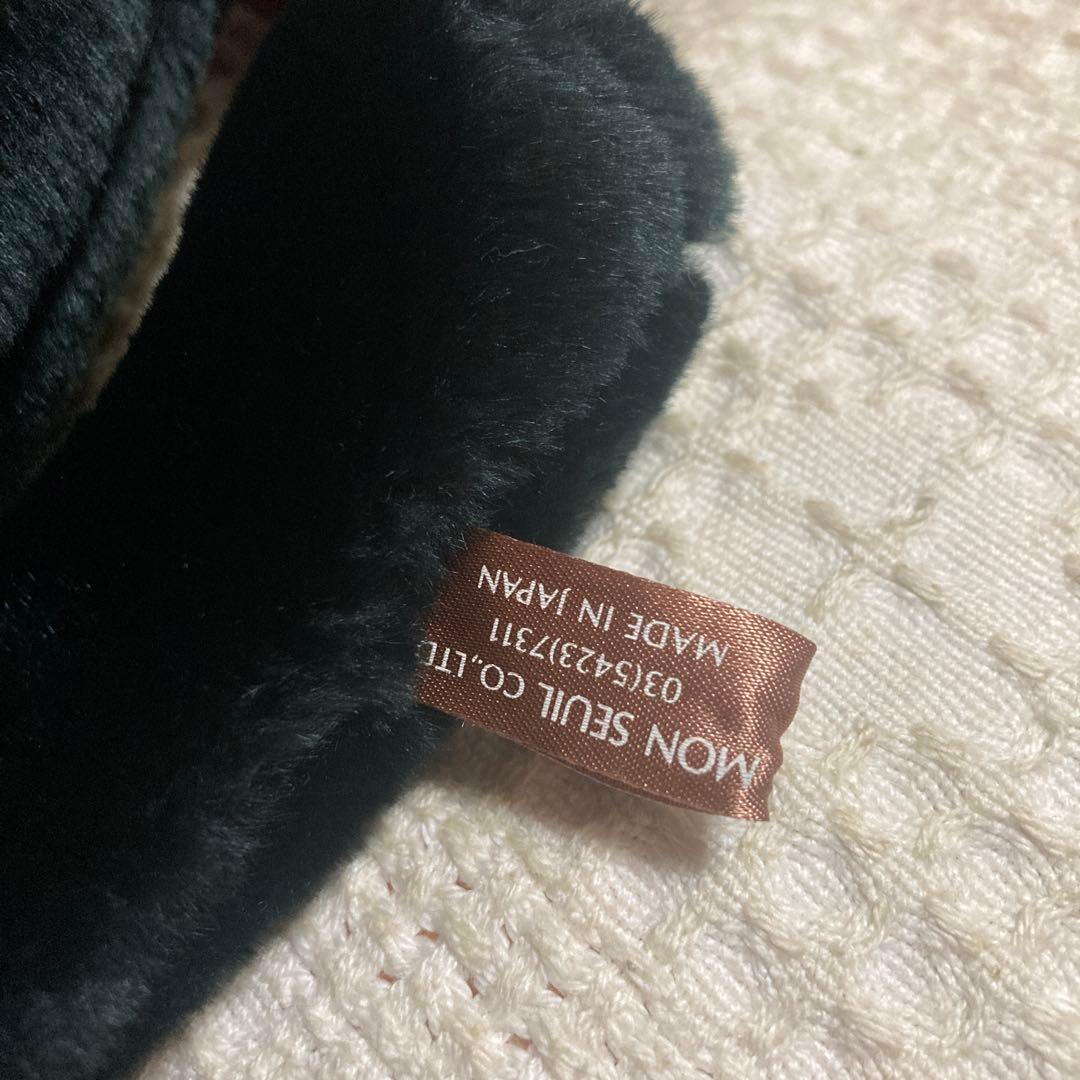 MON SEUIL CO.,LTD
03(5423)7311
MADE IN JAPAN